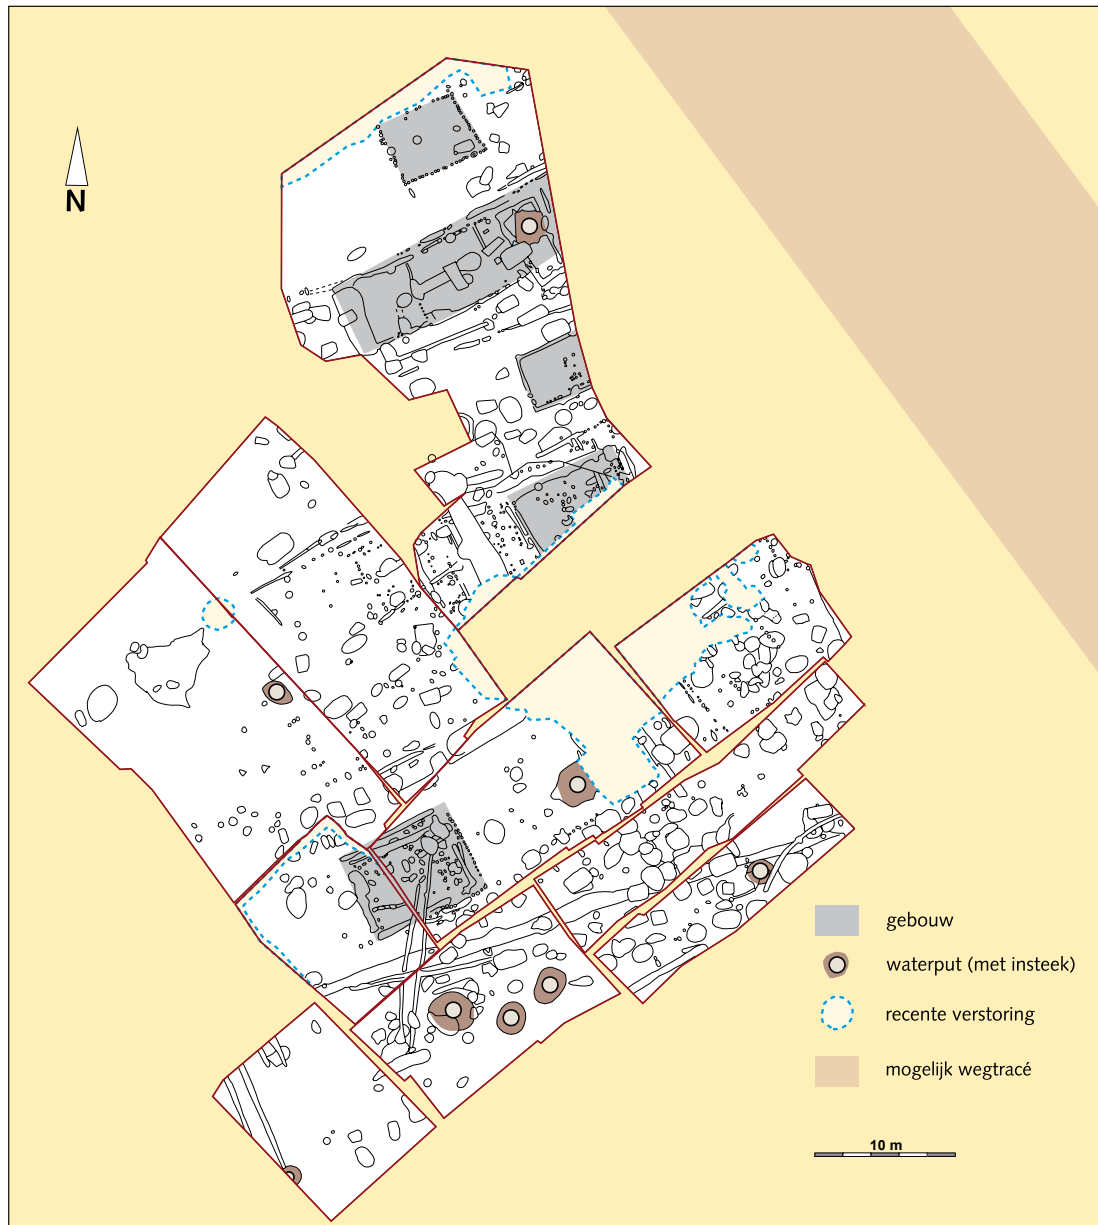 N
gebouw
waterput (met insteek)
recente verstoring
mogelijk wegtracé
10 m